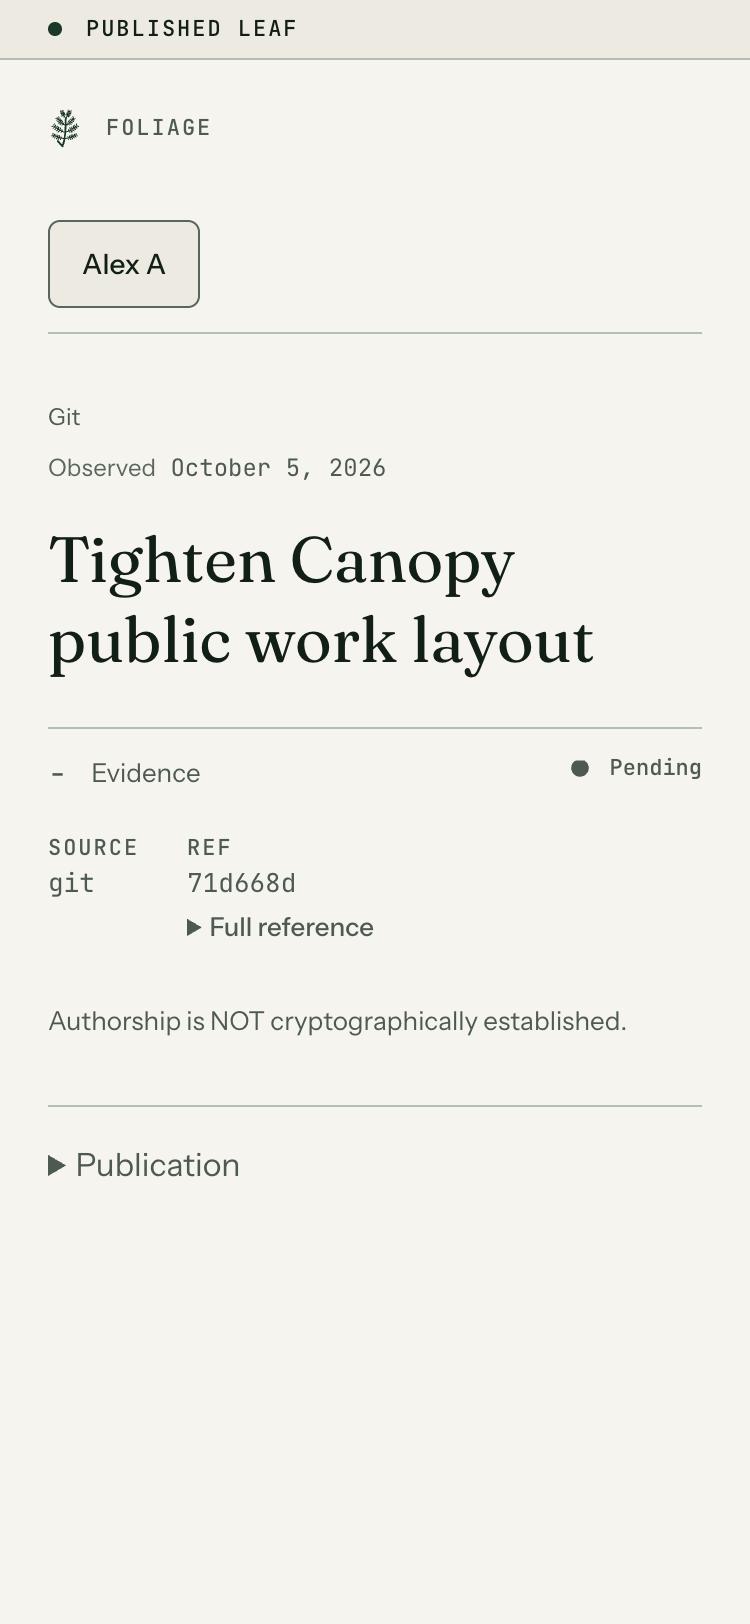 PUBLISHED LEAF
FOLIAGE
Alex A
Git
Observed October 5, 2026
Tighten Canopy
public work layout
- Evidence
Pending
SOURCE REF
git 71d668d
Full reference
Authorship is NOT cryptographically established.
Publication